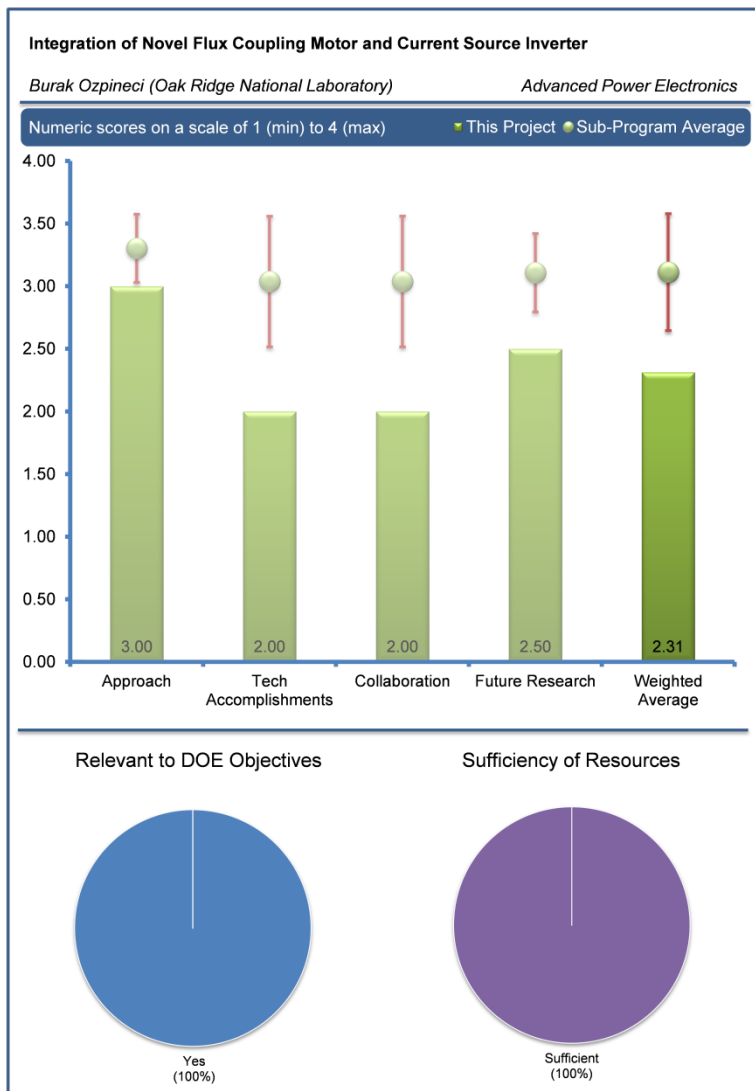 Integration of Novel Flux Coupling Motor and Current Source Inverter
Burak Ozpineci (Oak Ridge National Laboratory) Advanced Power Electronics
Numeric scores on a scale of 1 (min) to 4 (max) This Project Sub-Program Average
4.00
3.50
3.00
2.50
2.00
1.50
1.00
0.50
0.00
3.00 2.00 2.00 2.50 2.31
Approach Tech Accomplishments Collaboration Future Research Weighted Average
Relevant to DOE Objectives Sufficiency of Resources
Yes
(100%)
Sufficient
(100%)